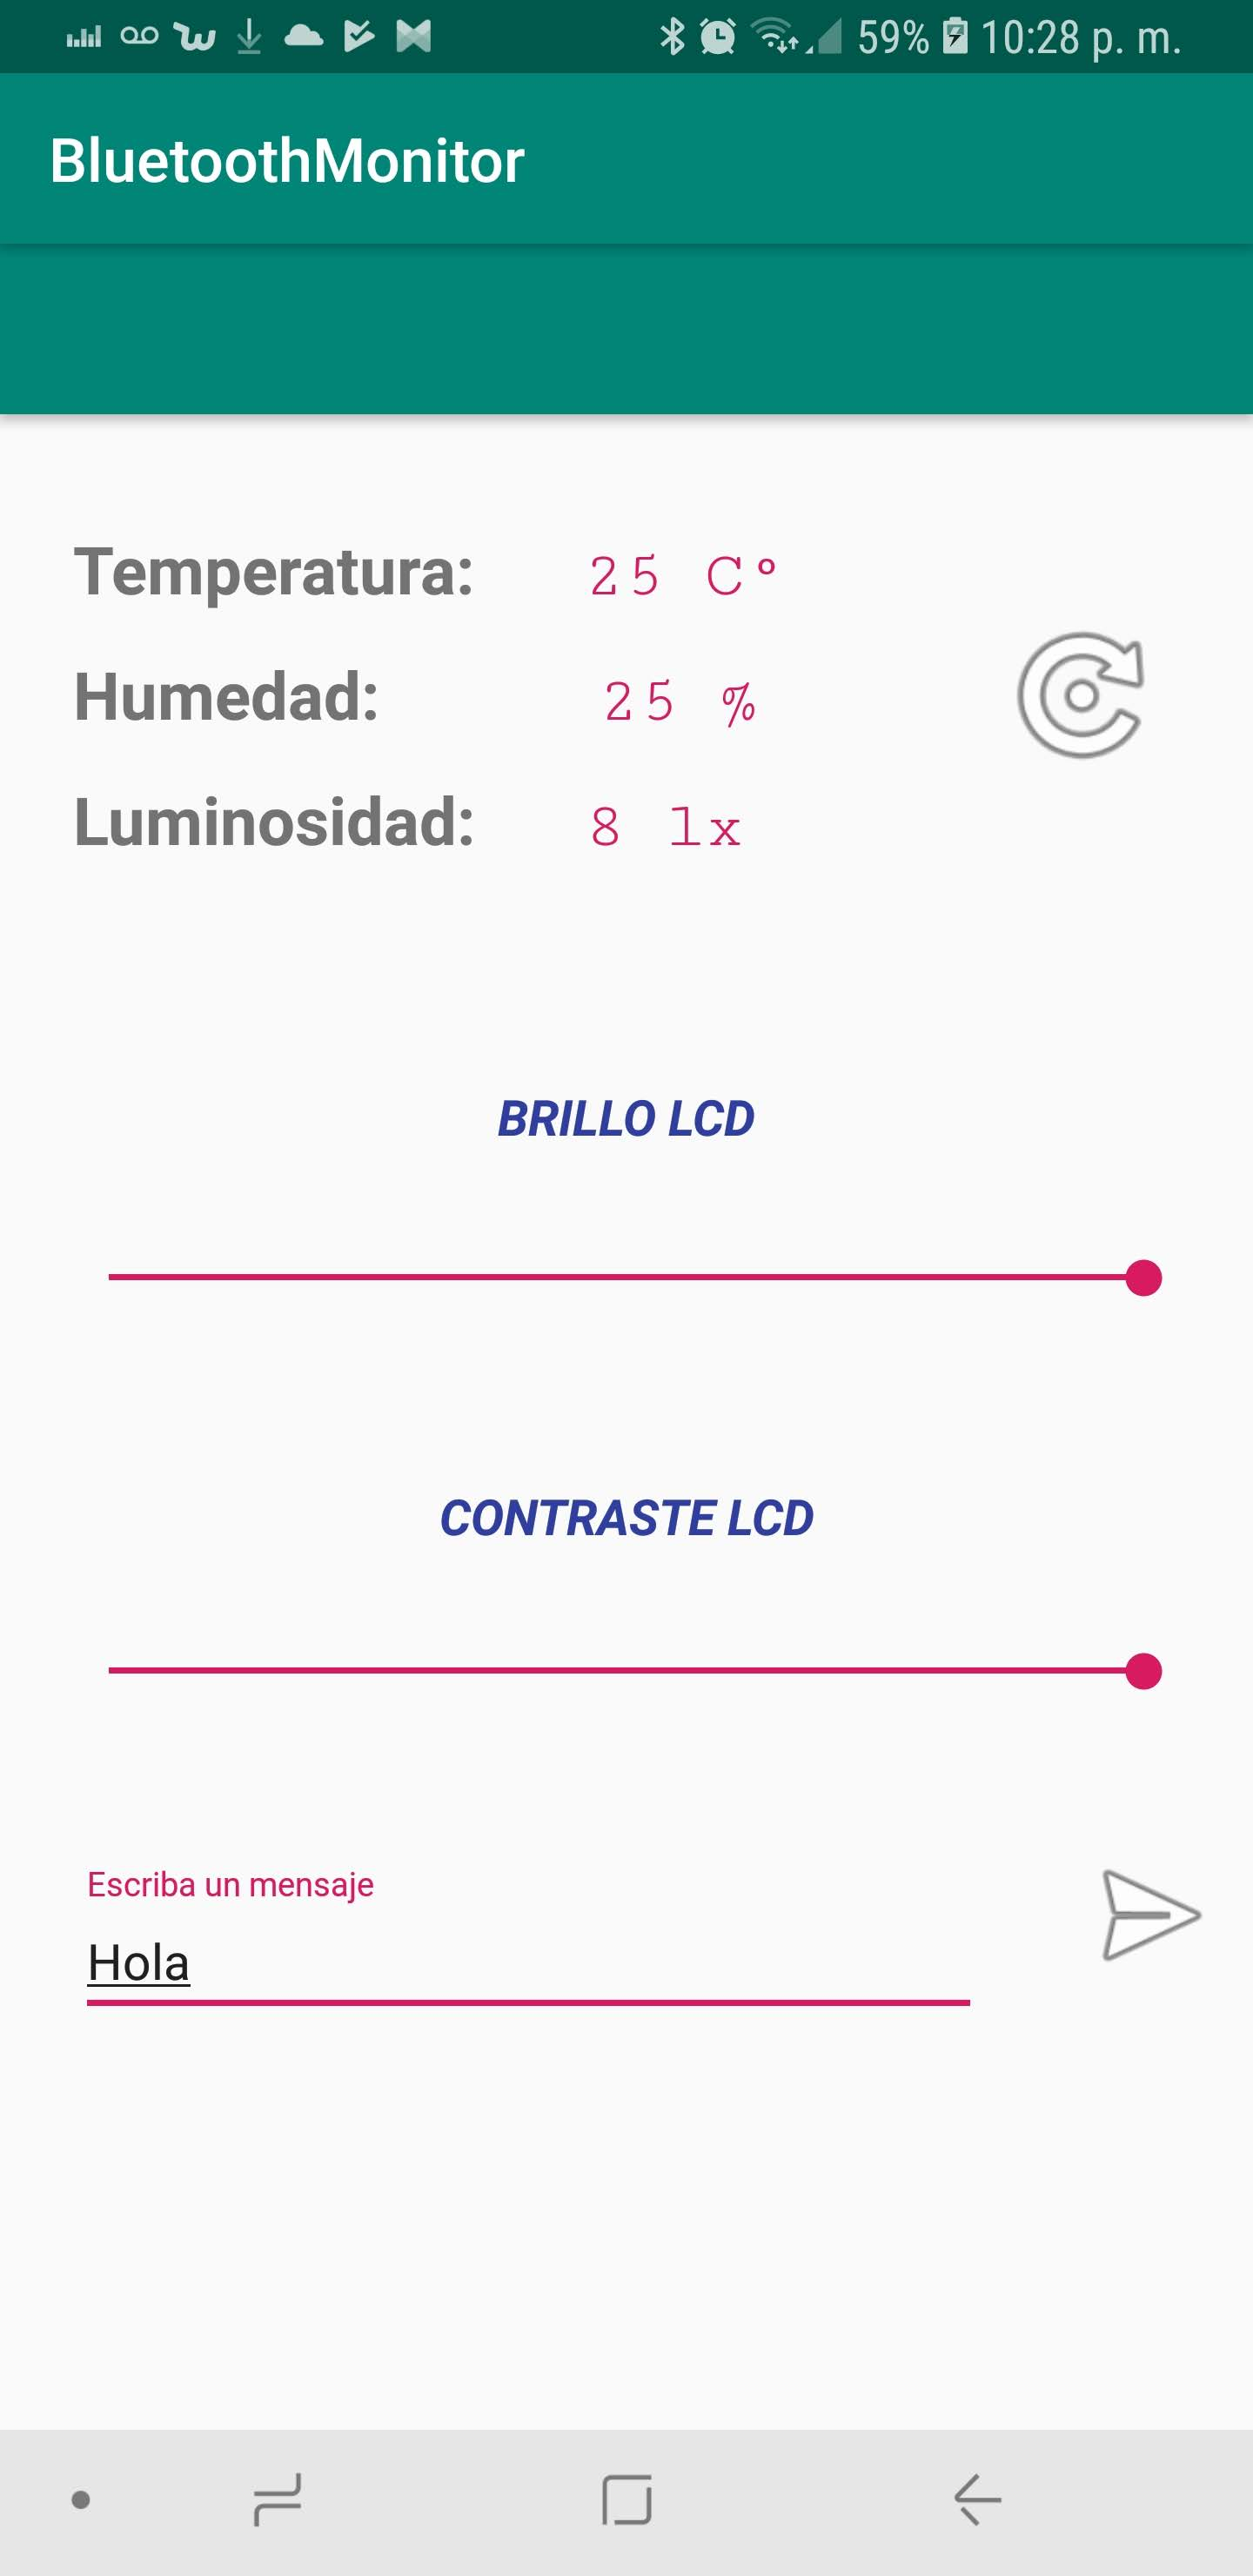 59% 10:28 p. m.
BluetoothMonitor
Temperatura: 25 C°
Humedad: 25 %
Luminosidad: 8 lx
BRILLO LCD
CONTRASTE LCD
Escriba un mensaje
Hola